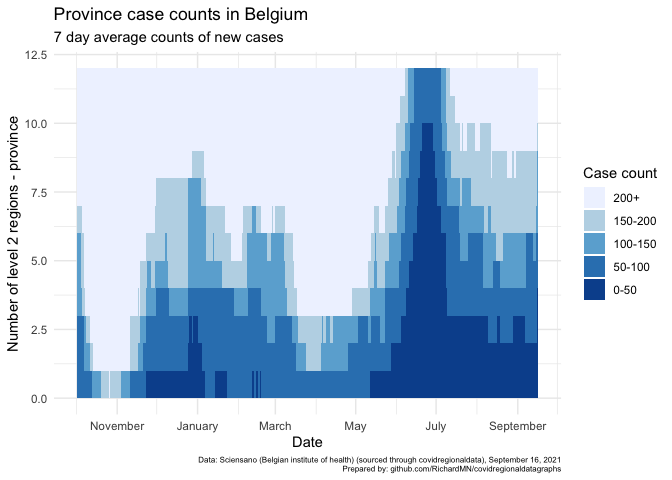 Province case counts in Belgium
7 day average counts of new cases
12.5
10.0
7.5
5.0
2.5
0.0
Number of level 2 regions - province
November January March May July September
Date
Case count
200+
150-200
100-150
50-100
0-50
Data: Sciensano (Belgian institute of health) (sourced through covidregionaldata), September 16, 2021
Prepared by: github.com/RichardMN/covidregionaldatagraphs